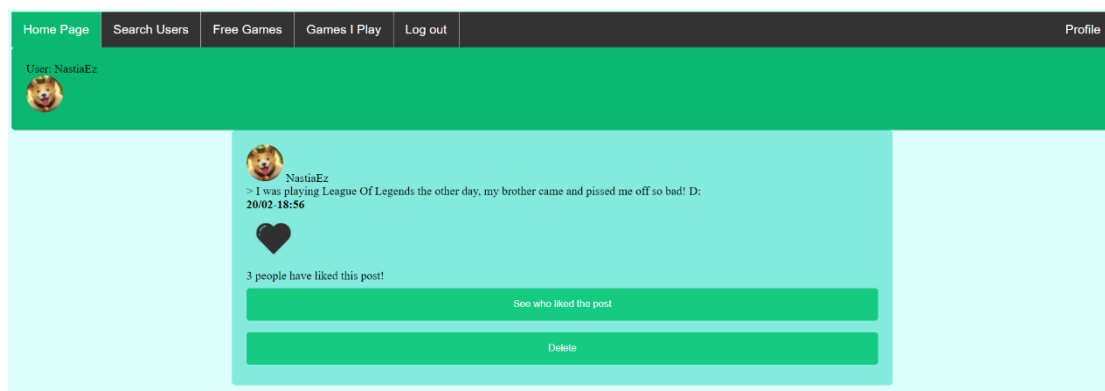 Home Page Search Users Free Games Games I Play Log out Profile
User: NastiaEz
NastiaEz
> I was playing League Of Legends the other day, my brother came and pissed me off so bad! D:
20/02-18:56
3 people have liked this post!
See who liked the post
Delete